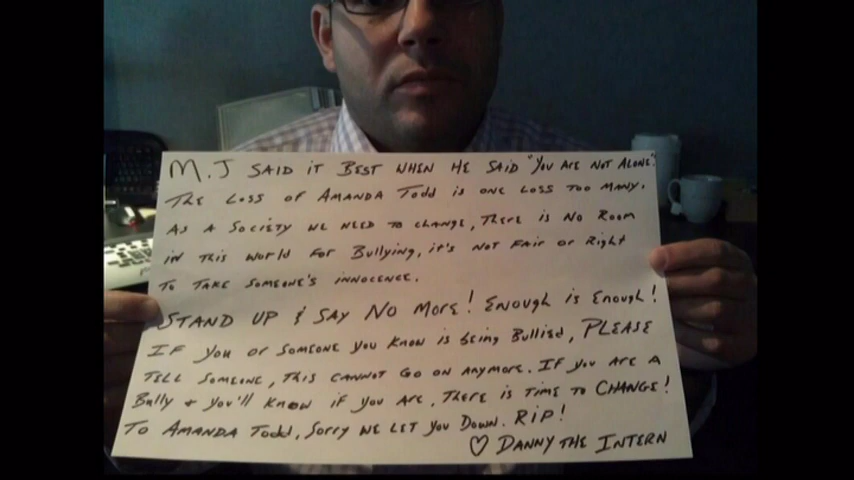 M.J SAID IT BEST WHEN HE SAID "YOU ARE NOT ALONE".
THE LOSS OF AMANDA TODD IS ONE LOSS TOO MANY.
AS A SOCIETY WE NEED TO CHANGE, THERE IS NO ROOM
IN THIS WORLD FOR BULLYING, IT'S NOT FAIR OR RIGHT
TO TAKE SOMEONE'S INNOCENCE.
STAND UP & SAY NO MORE! ENOUGH IS ENOUGH!
IF YOU OR SOMEONE YOU KNOW IS BEING BULLIED, PLEASE
TELL SOMEONE, THIS CANNOT GO ON ANYMORE. IF YOU ARE A
BULLY & YOU'LL KNOW IF YOU ARE, THERE IS TIME TO CHANGE!
TO AMANDA TODD, SORRY WE LET YOU DOWN. RIP!
♡ DANNY THE INTERN